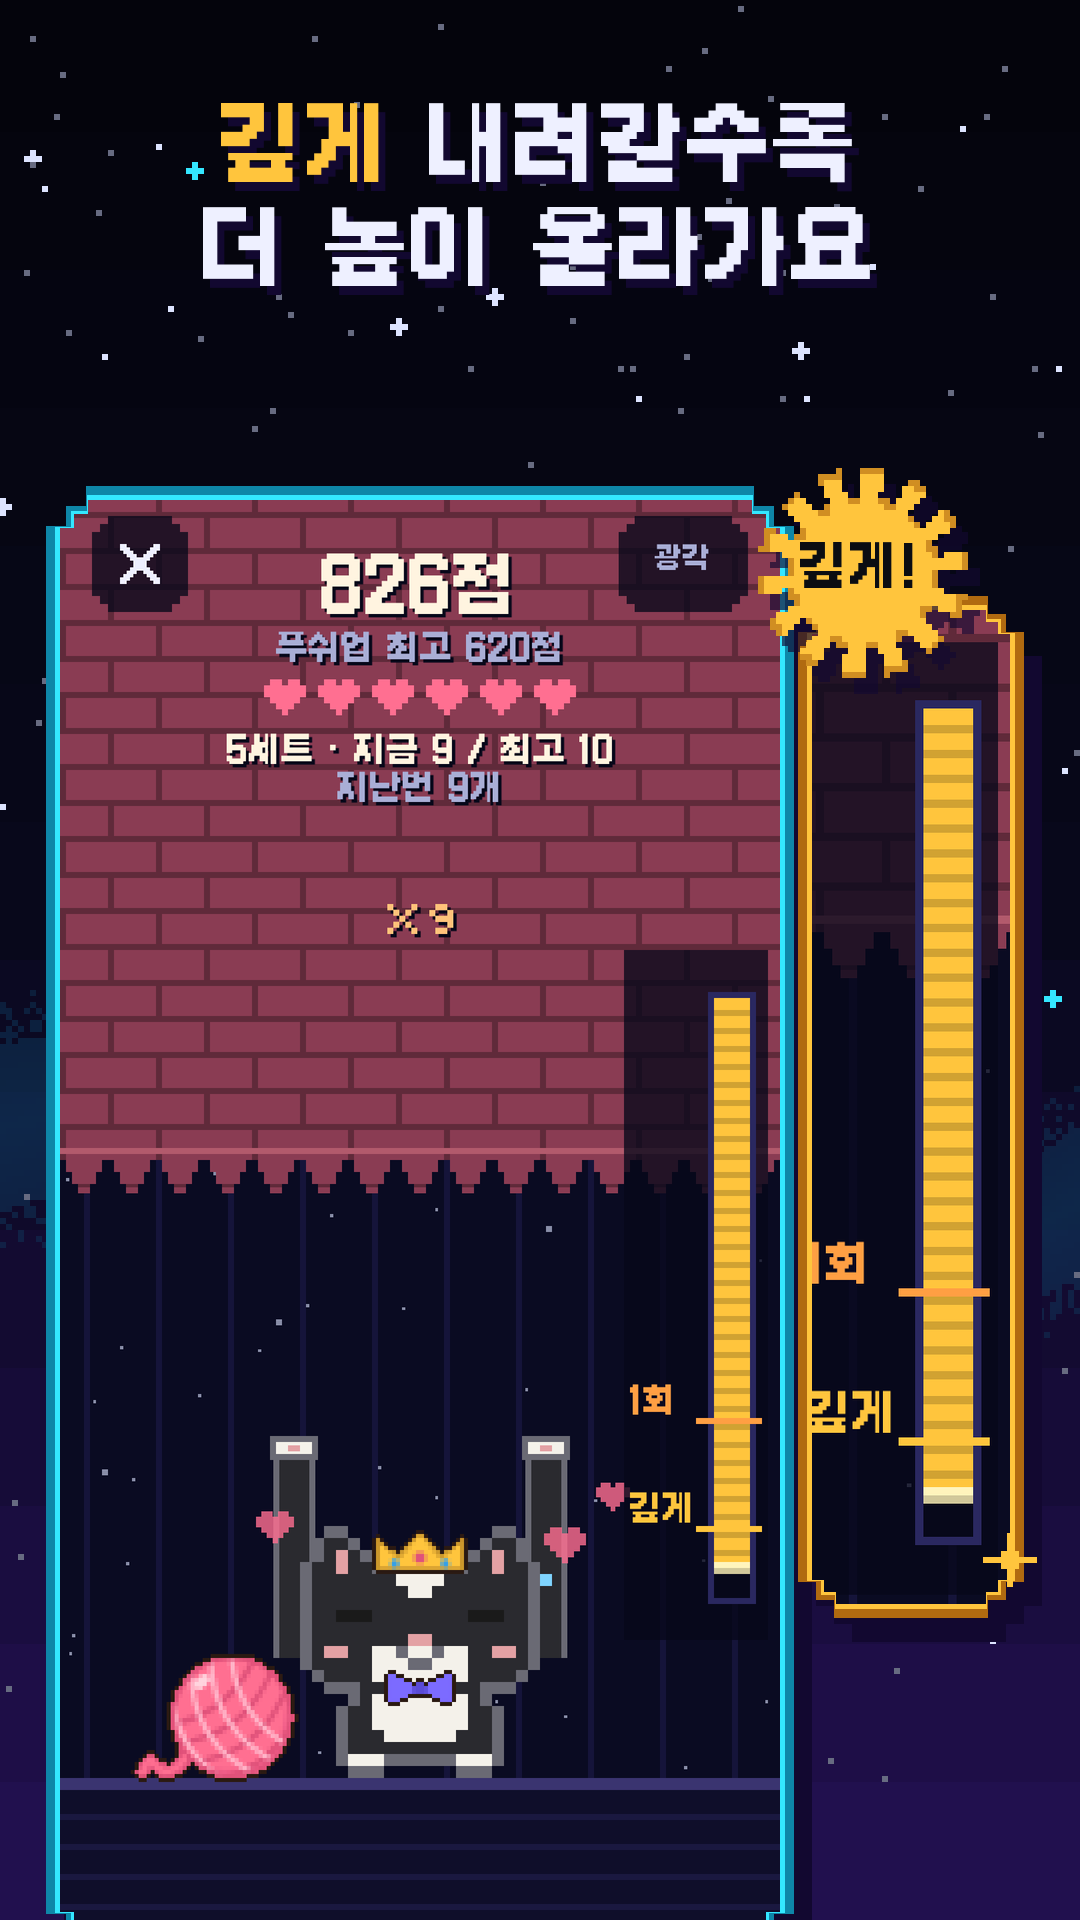 깊게 내려갈수록
더 높이 올라가요
깊게!
826점
광각
푸쉬업 최고 620점
5세트 · 지금 9 / 최고 10
지난번 9개
×9
1회
깊게
1회
깊게